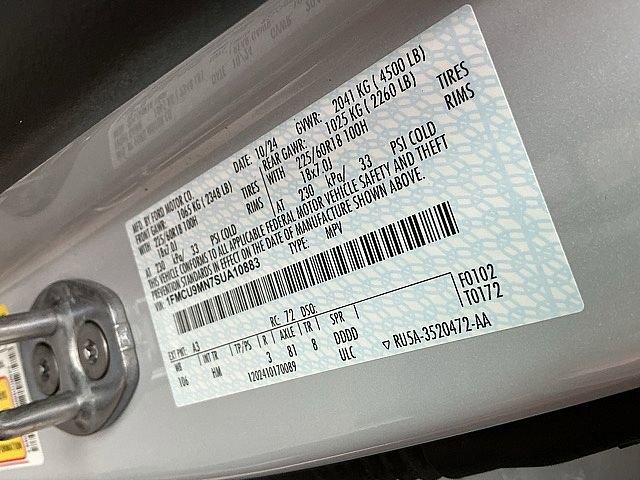 MFD. BY FORD MOTOR CO.
DATE: 10/24 GVWR: 2041 KG ( 4500 LB)
FRONT GAWR: 1065 KG ( 2348 LB) REAR GAWR: 1025 KG ( 2260 LB)
WITH 225/60R18 100H TIRES WITH 225/60R18 100H TIRES
18x7.0J RIMS 18x7.0J RIMS
AT 230 kPa/ 33 PSI COLD AT 230 kPa/ 33 PSI COLD
THIS VEHICLE CONFORMS TO ALL APPLICABLE FEDERAL MOTOR VEHICLE SAFETY AND THEFT
PREVENTION STANDARDS IN EFFECT ON THE DATE OF MANUFACTURE SHOWN ABOVE.
VIN: 1FMCU9MN7SUA10883 TYPE: MPV
F0102
T0172
RC: 72 DSO:
EXT PNT: A3
WB INT TR TP/PS R AXLE TR SPR
106 HM 3 81 8 DDDD
1202410170089 ULC
▽ RU5A-3520472-AA